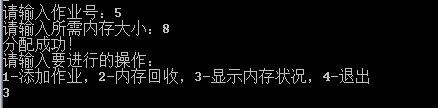 请输入作业号：5
请输入所需内存大小：8
分配成功！
请输入要进行的操作：
1-添加作业，2-内存回收，3-显示内存状况，4-退出
3